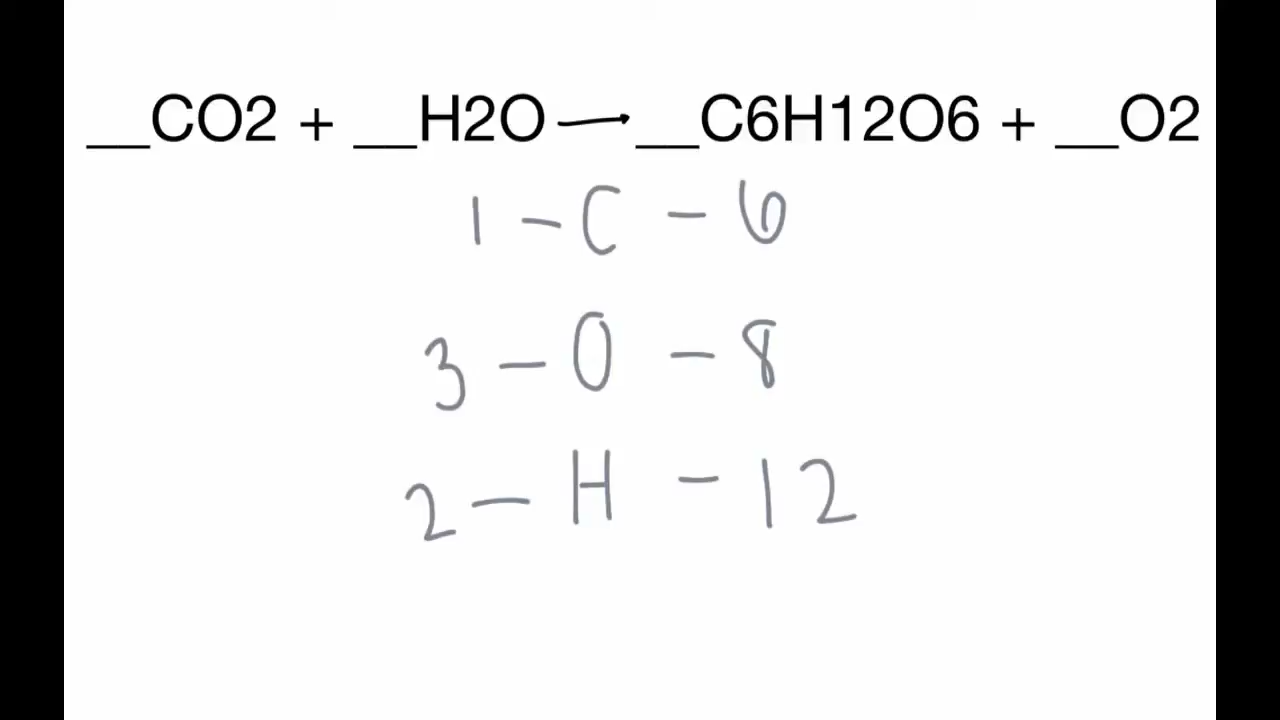 __CO2 + __H2O → __C6H12O6 + __O2
1 - C - 6
3 - O - 8
2 - H - 12